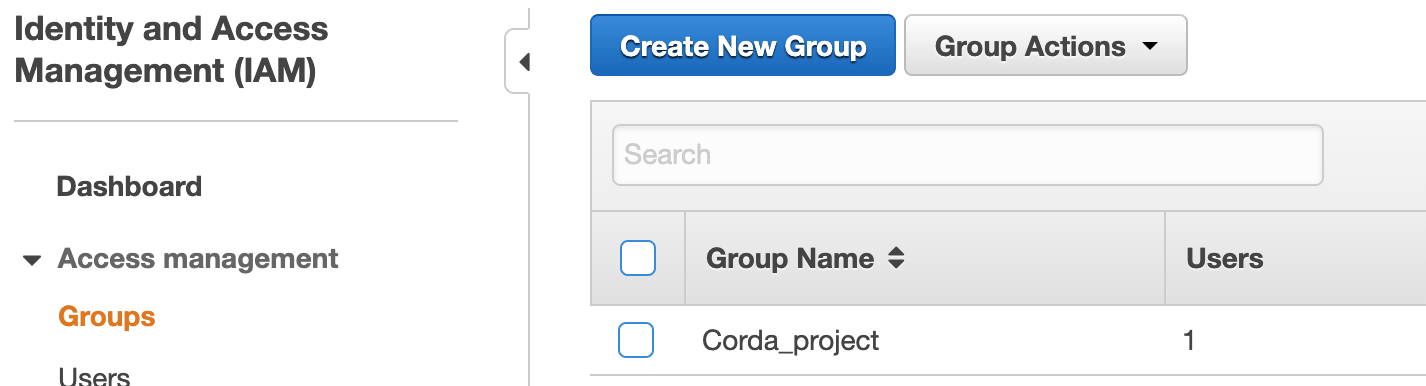 Identity and Access
Management (IAM)
Dashboard
Access management
Groups
Users
Create New Group
Group Actions
Search
Group Name
Users
Corda_project
1